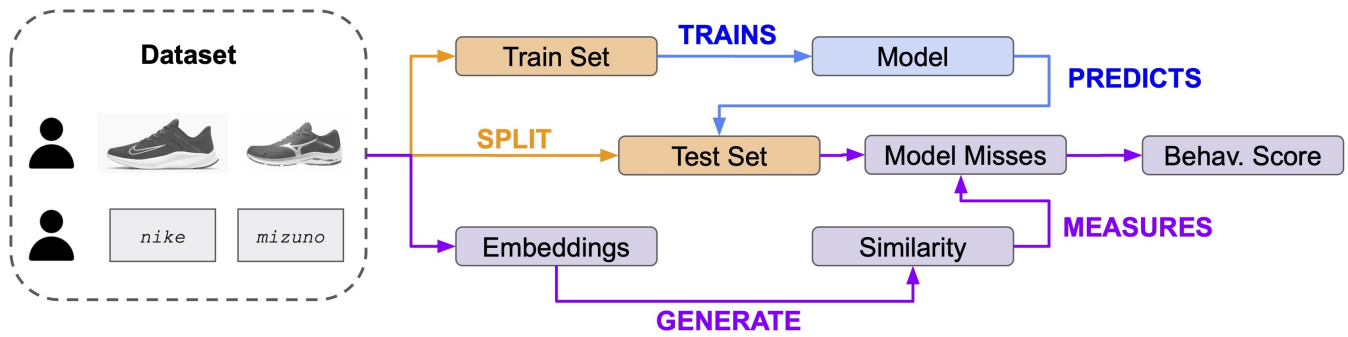 Dataset
nike
mizuno
Train Set
TRAINS
Model
PREDICTS
SPLIT
Test Set
Model Misses
Behav. Score
Embeddings
Similarity
MEASURES
GENERATE